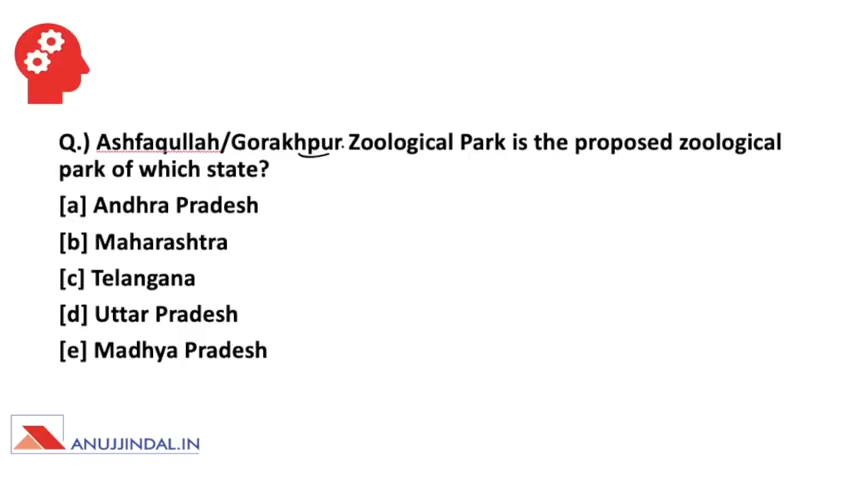 Q.) Ashfaqullah/Gorakhpur Zoological Park is the proposed zoological
park of which state?
[a] Andhra Pradesh
[b] Maharashtra
[c] Telangana
[d] Uttar Pradesh
[e] Madhya Pradesh
ANUJJINDAL.IN